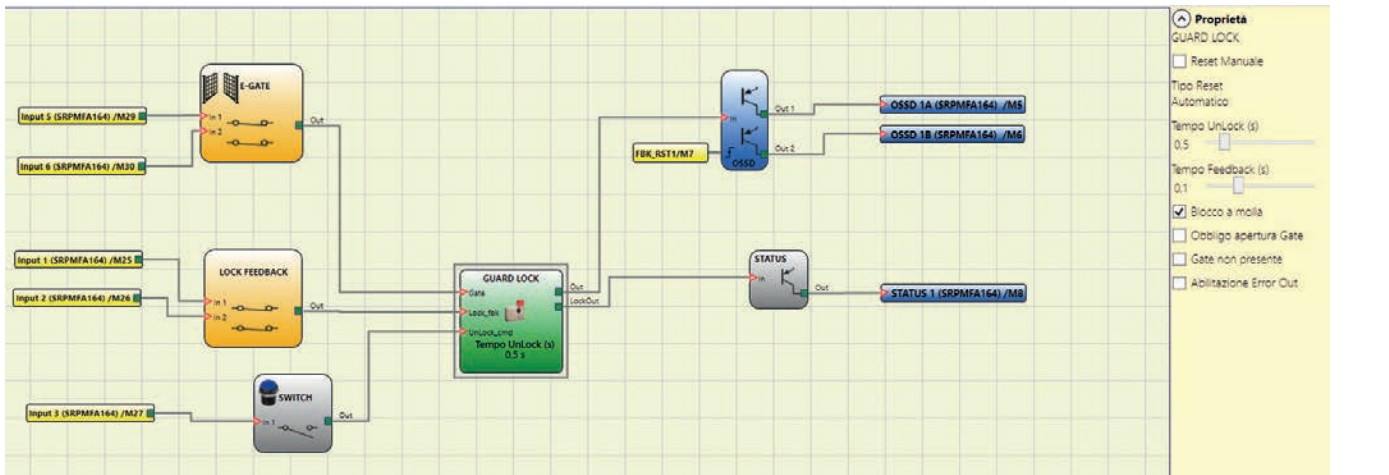 E-GATE
Input 5 (SRPMFA164) /M29
In 1
In 2
Out
Input 6 (SRPMFA164) /M30
Input 1 (SRPMFA164) /M25
LOCK FEEDBACK
Input 2 (SRPMFA164) /M26
In 1
In 2
Out
Input 3 (SRPMFA164) /M27
SWITCH
In 1
Out
GUARD LOCK
Gate
Lock_fbk
UnLock_cmd
Out
LockOut
Tempo UnLock (s)
0.5 s
In
Out 1
Out 2
OSSD
FBK_RST1/M7
OSSD 1A (SRPMFA164) /M5
OSSD 1B (SRPMFA164) /M6
STATUS
In
Out
STATUS 1 (SRPMFA164) /M8
Proprietá
GUARD LOCK
Reset Manuale
Tipo Reset
Automatico
Tempo UnLock (s)
0.5
Tempo Feedback (s)
0.1
Blocco a molla
Obbligo apertura Gate
Gate non presente
Abilitazione Error Out